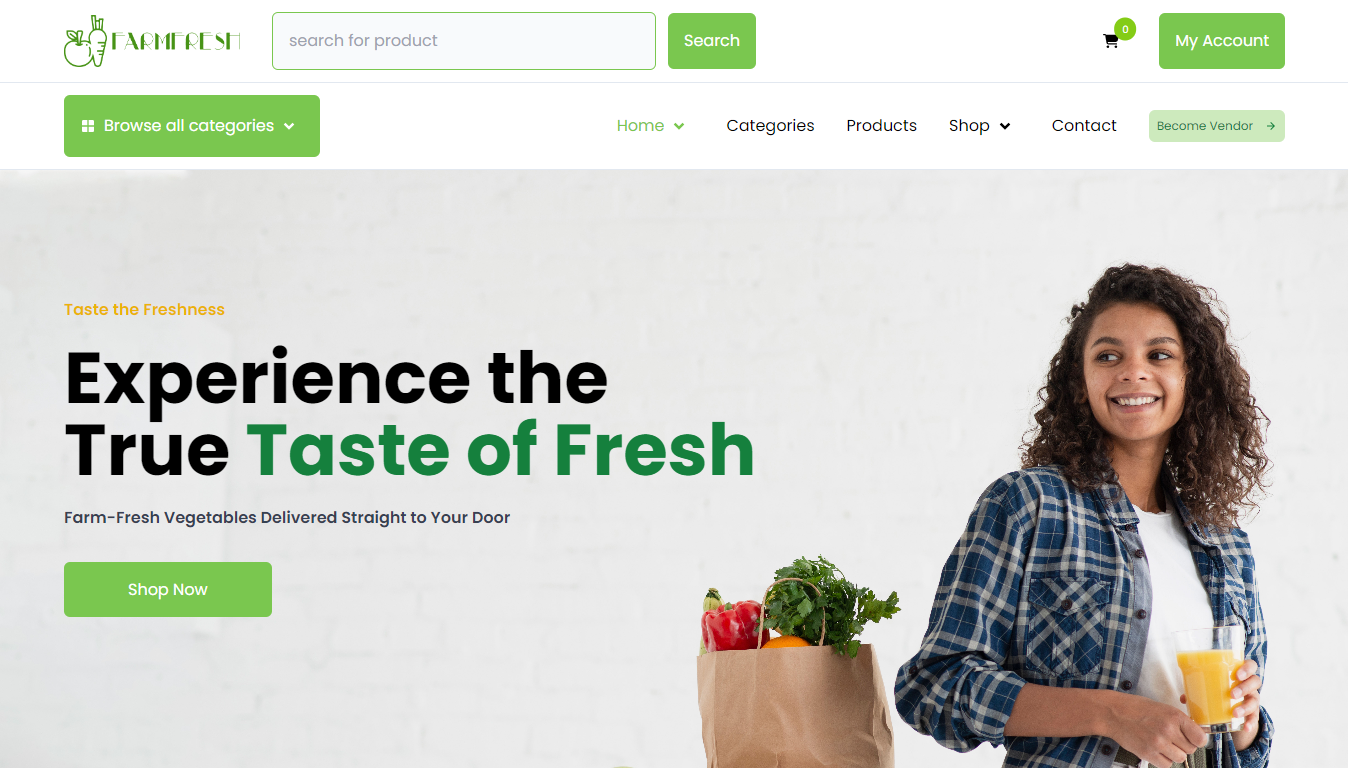 FARMFRESH
search for product
Search
0
My Account
Browse all categories
Home
Categories
Products
Shop
Contact
Become Vendor
Taste the Freshness
Experience the
True Taste of Fresh
Farm-Fresh Vegetables Delivered Straight to Your Door
Shop Now